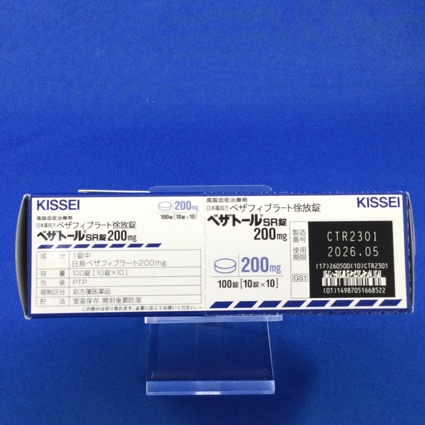 KISSEI
高脂血症治療剤
日本薬局方 ベザフィブラート徐放錠
ベザトール®SR錠200mg
200mg
100錠[10錠×10]
成分 1錠中
日局ベザフィブラート200mg
容量 100錠[10錠×10]
包装 PTP
規制区分 処方箋医薬品
貯法 室温保存、開封後要防湿
高脂血症治療剤
日本薬局方 ベザフィブラート徐放錠
KISSEI
ベザトール®SR錠
200mg
200mg
100錠[10錠×10]
製造番号 CTR2301
使用期限 2026.05
(17)260500(10)CTR2301
GS1
(01)14987051668522